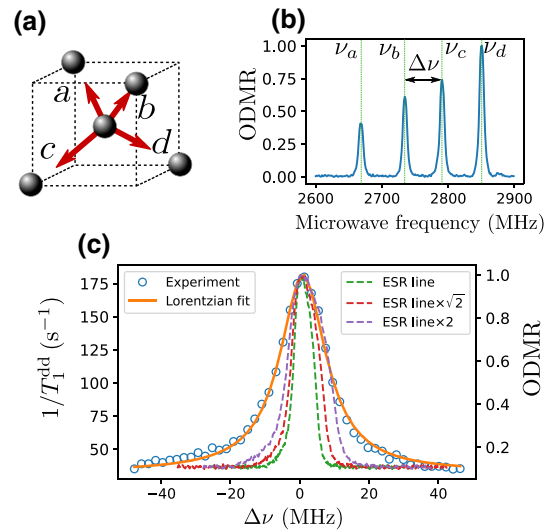 (a)
a
b
c
d
(b)
ν_a ν_b ν_c ν_d
Δν
ODMR
1.00
0.75
0.50
0.25
0.00
2600 2700 2800 2900
Microwave frequency (MHz)
(c)
Experiment
Lorentzian fit
ESR line
ESR line×√2
ESR line×2
1/T₁ᵈᵈ (s⁻¹)
175
150
125
100
75
50
1.0
0.8
0.6
0.4
0.2
ODMR
−40 −20 0 20 40
Δν (MHz)